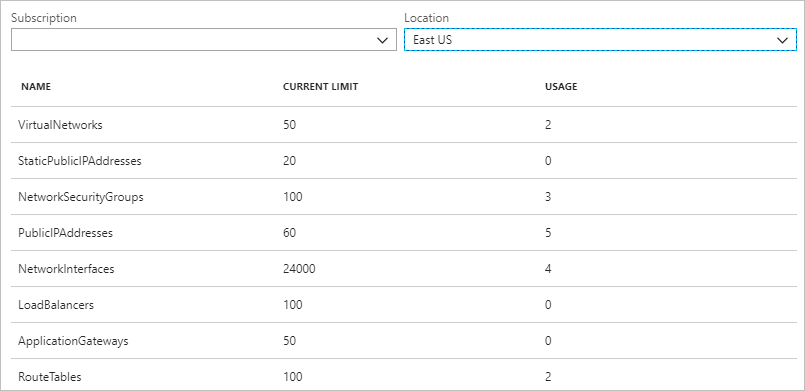 Subscription Location
East US
NAME CURRENT LIMIT USAGE
VirtualNetworks 50 2
StaticPublicIPAddresses 20 0
NetworkSecurityGroups 100 3
PublicIPAddresses 60 5
NetworkInterfaces 24000 4
LoadBalancers 100 0
ApplicationGateways 50 0
RouteTables 100 2